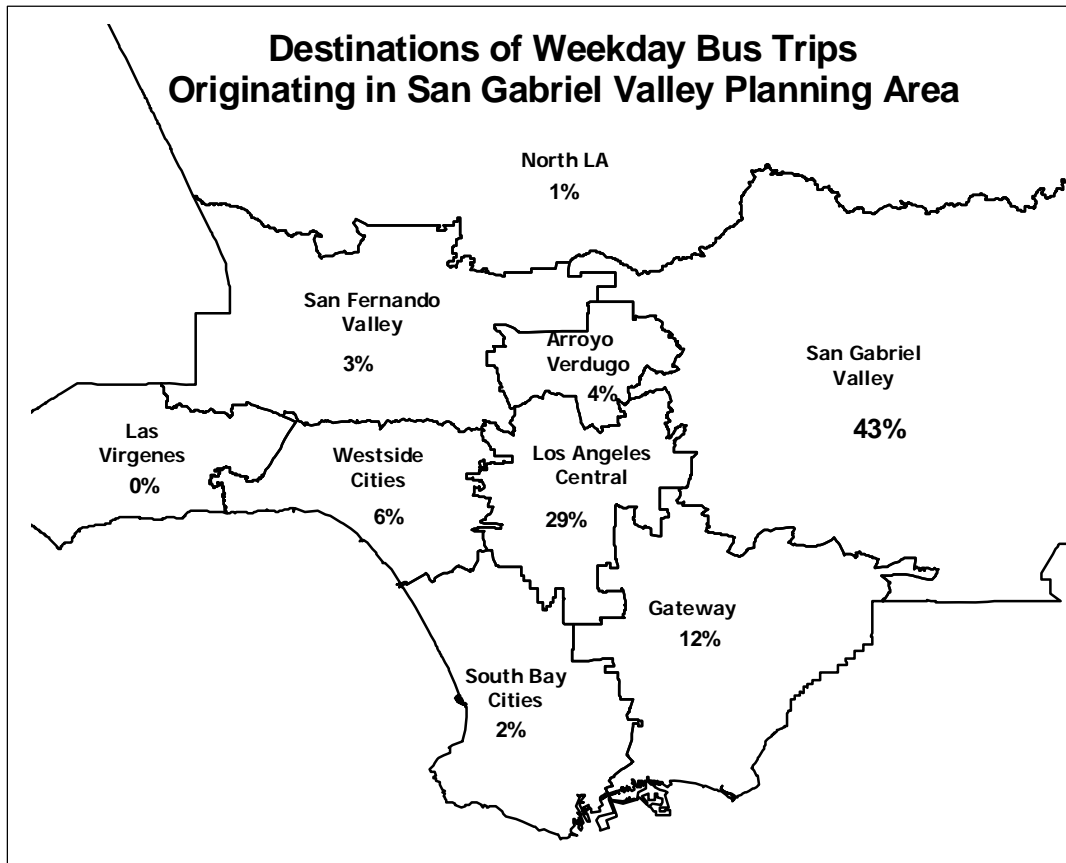 Destinations of Weekday Bus Trips
Originating in San Gabriel Valley Planning Area
North LA
1%
San Fernando
Valley
3%
Arroyo
Verdugo
4%
San Gabriel
Valley
43%
Las
Virgenes
0%
Westside
Cities
6%
Los Angeles
Central
29%
Gateway
12%
South Bay
Cities
2%